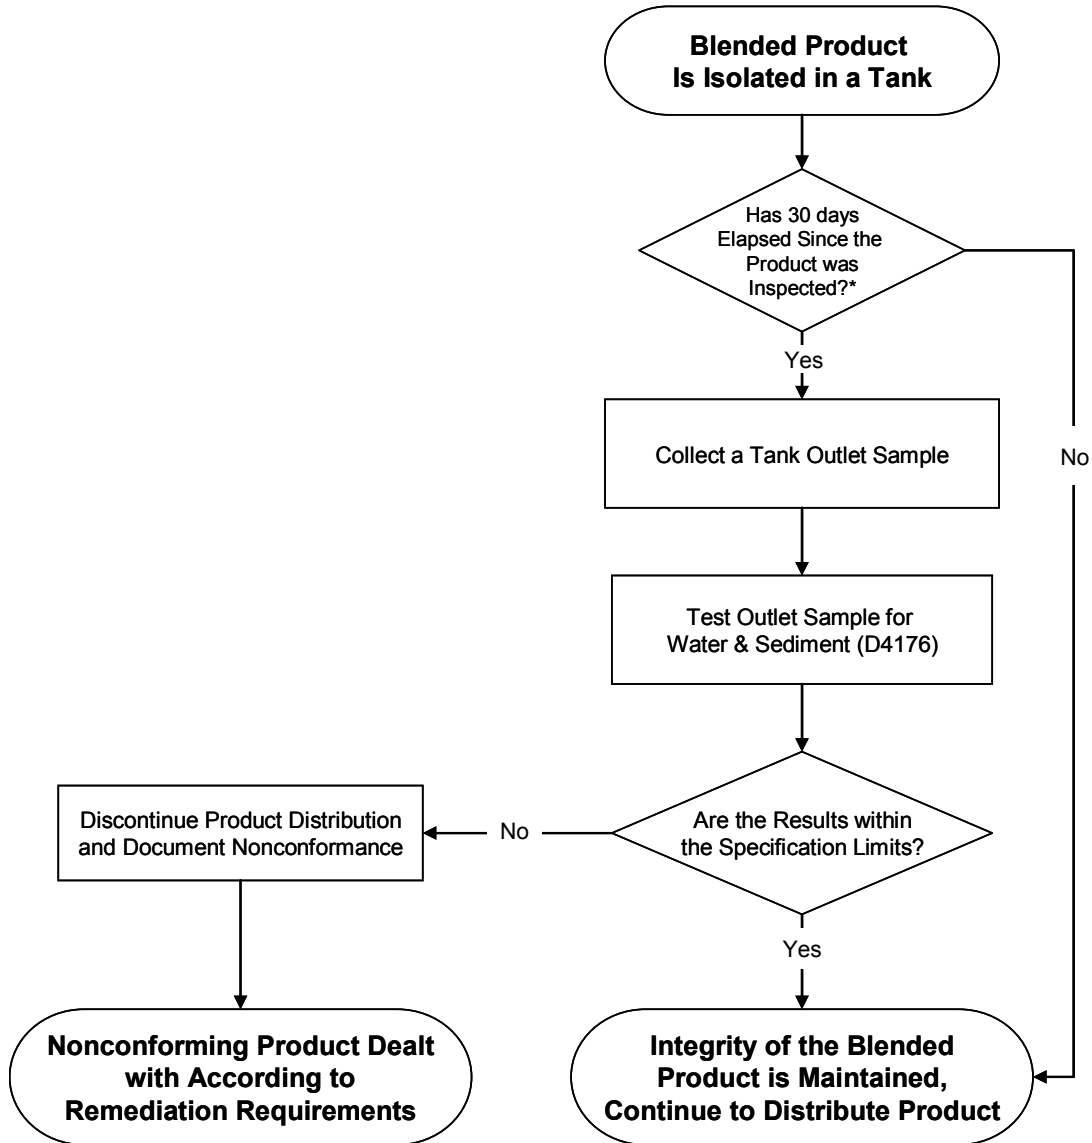 Blended Product
Is Isolated in a Tank
Has 30 days
Elapsed Since the
Product was
Inspected?*
Yes
No
Collect a Tank Outlet Sample
Test Outlet Sample for
Water & Sediment (D4176)
Are the Results within
the Specification Limits?
No
Discontinue Product Distribution
and Document Nonconformance
Yes
Nonconforming Product Dealt
with According to
Remediation Requirements
Integrity of the Blended
Product is Maintained,
Continue to Distribute Product